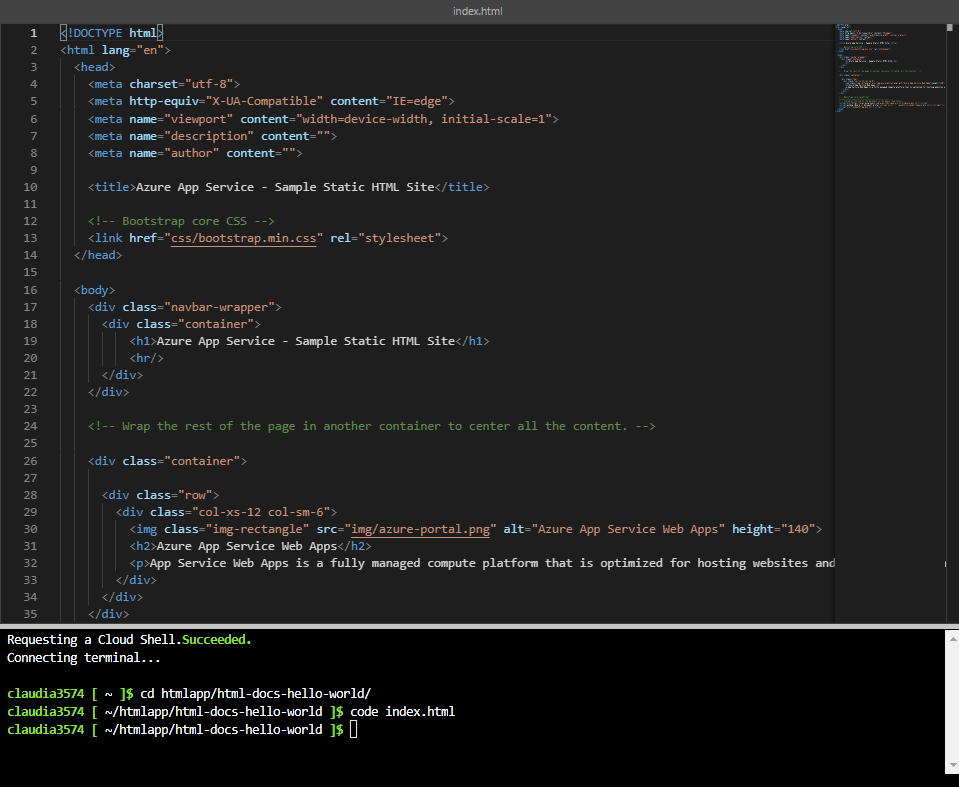 index.html
1 <!DOCTYPE html>
2 <html lang="en">
3 <head>
4 <meta charset="utf-8">
5 <meta http-equiv="X-UA-Compatible" content="IE=edge">
6 <meta name="viewport" content="width=device-width, initial-scale=1">
7 <meta name="description" content="">
8 <meta name="author" content="">
9
10 <title>Azure App Service - Sample Static HTML Site</title>
11
12 <!-- Bootstrap core CSS -->
13 <link href="css/bootstrap.min.css" rel="stylesheet">
14 </head>
15
16 <body>
17 <div class="navbar-wrapper">
18 <div class="container">
19 <h1>Azure App Service - Sample Static HTML Site</h1>
20 <hr/>
21 </div>
22 </div>
23
24 <!-- Wrap the rest of the page in another container to center all the content. -->
25
26 <div class="container">
27
28 <div class="row">
29 <div class="col-xs-12 col-sm-6">
30 <img class="img-rectangle" src="img/azure-portal.png" alt="Azure App Service Web Apps" height="140">
31 <h2>Azure App Service Web Apps</h2>
32 <p>App Service Web Apps is a fully managed compute platform that is optimized for hosting websites and
33 </div>
34 </div>
35 </div>
Requesting a Cloud Shell.Succeeded.
Connecting terminal...
claudia3574 [ ~ ]$ cd htmlapp/html-docs-hello-world/
claudia3574 [ ~/htmlapp/html-docs-hello-world ]$ code index.html
claudia3574 [ ~/htmlapp/html-docs-hello-world ]$